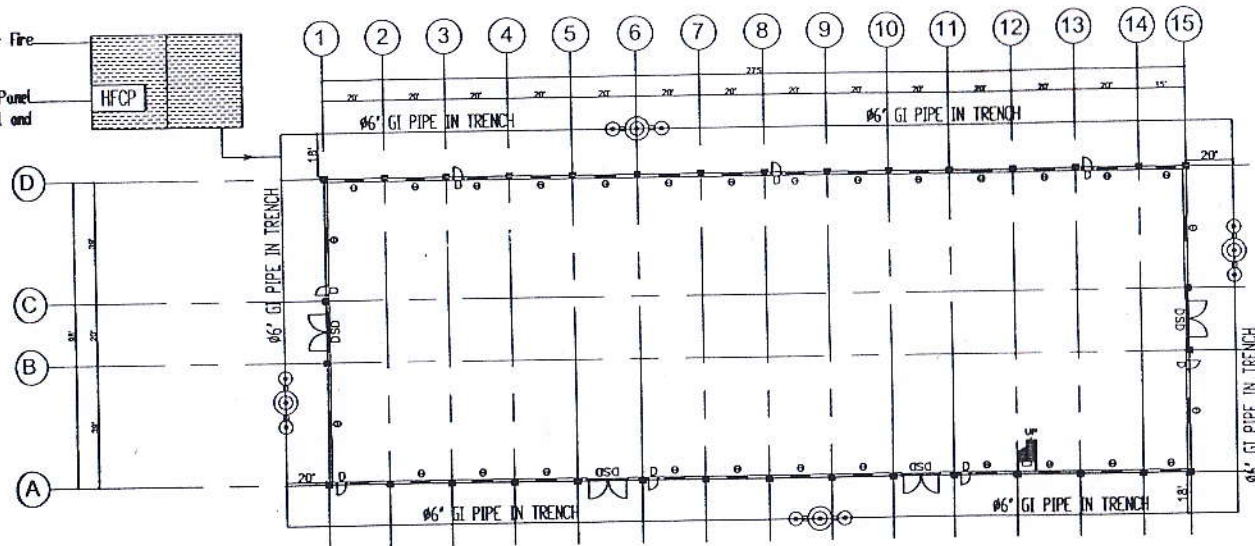 Fire
Panel
l and
HFCP
1 2 3 4 5 6 7 8 9 10 11 12 13 14 15
275
20' 20' 20' 20' 20' 20' 20' 20' 20' 20' 20' 20' 20' 15'
ø6" GI PIPE IN TRENCH
ø6" GI PIPE IN TRENCH
18'
20'
D
C
B
A
20'
ø6" GI PIPE IN TRENCH
ø6" GI PIPE IN TRENCH
D
D
D
D
DSD
DSD
UP
20'
D
DSD
D
DSD
D
18'
ø6" GI PIPE IN TRENCH
ø6" GI PIPE IN TRENCH